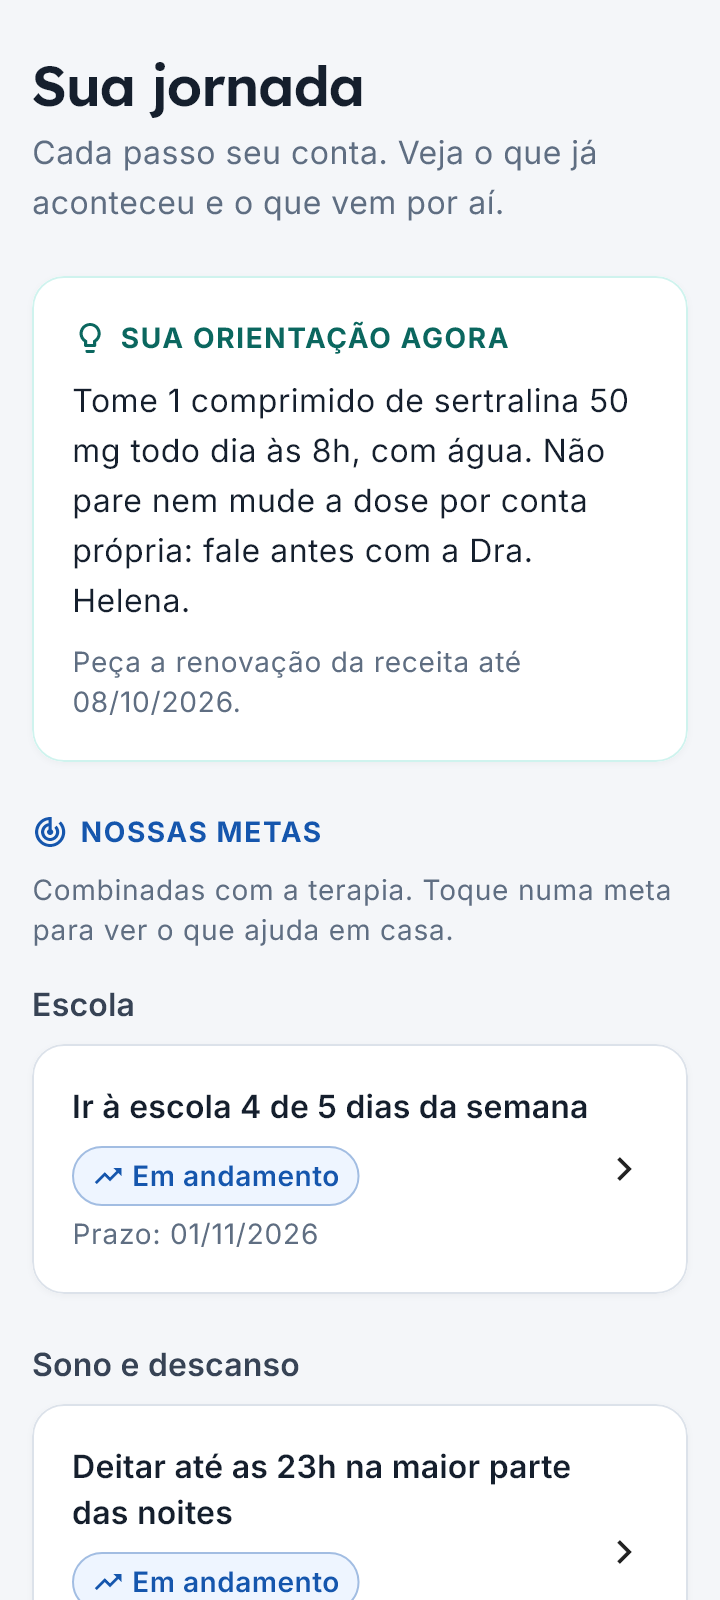 Sua jornada
Cada passo seu conta. Veja o que já
aconteceu e o que vem por aí.
SUA ORIENTAÇÃO AGORA
Tome 1 comprimido de sertralina 50
mg todo dia às 8h, com água. Não
pare nem mude a dose por conta
própria: fale antes com a Dra.
Helena.
Peça a renovação da receita até
08/10/2026.
NOSSAS METAS
Combinadas com a terapia. Toque numa meta
para ver o que ajuda em casa.
Escola
Ir à escola 4 de 5 dias da semana
Em andamento
Prazo: 01/11/2026
Sono e descanso
Deitar até as 23h na maior parte
das noites
Em andamento